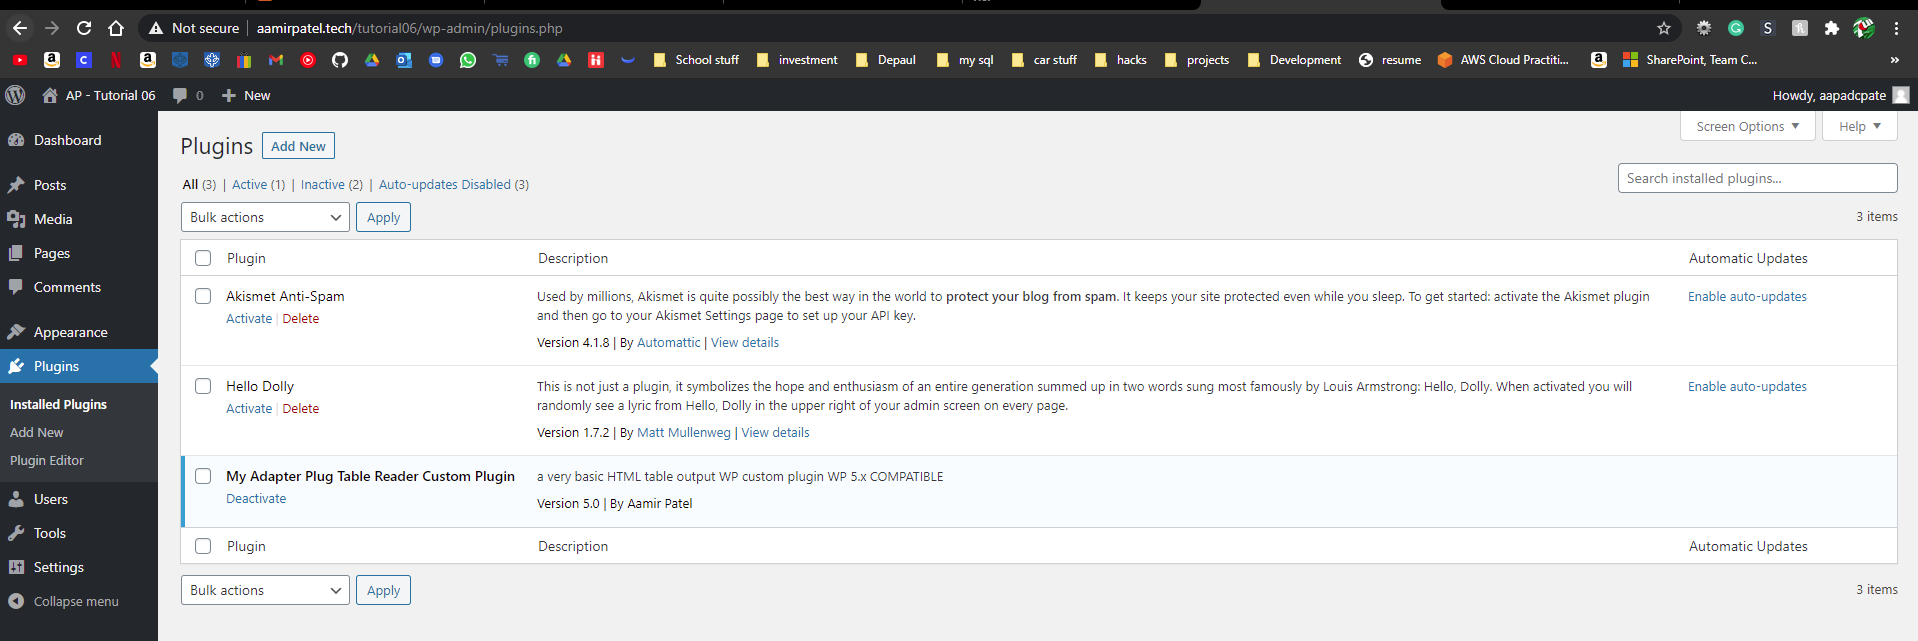 Not secure | aamirpatel.tech/tutorial06/wp-admin/plugins.php
School stuff investment Depaul my sql car stuff hacks projects Development resume AWS Cloud Practiti... SharePoint, Team C... »
AP - Tutorial 06 0 + New Howdy, aapadcpate
Screen Options ▼ Help ▼
Dashboard
Posts
Media
Pages
Comments
Appearance
Plugins
Installed Plugins
Add New
Plugin Editor
Users
Tools
Settings
Collapse menu
Plugins Add New
All (3) | Active (1) | Inactive (2) | Auto-updates Disabled (3)
Search installed plugins...
Bulk actions Apply
3 items
Plugin Description Automatic Updates
Akismet Anti-Spam
Activate | Delete
Used by millions, Akismet is quite possibly the best way in the world to protect your blog from spam. It keeps your site protected even while you sleep. To get started: activate the Akismet plugin
and then go to your Akismet Settings page to set up your API key.
Version 4.1.8 | By Automattic | View details
Enable auto-updates
Hello Dolly
Activate | Delete
This is not just a plugin, it symbolizes the hope and enthusiasm of an entire generation summed up in two words sung most famously by Louis Armstrong: Hello, Dolly. When activated you will
randomly see a lyric from Hello, Dolly in the upper right of your admin screen on every page.
Version 1.7.2 | By Matt Mullenweg | View details
Enable auto-updates
My Adapter Plug Table Reader Custom Plugin
Deactivate
a very basic HTML table output WP custom plugin WP 5.x COMPATIBLE
Version 5.0 | By Aamir Patel
Plugin Description Automatic Updates
Bulk actions Apply
3 items